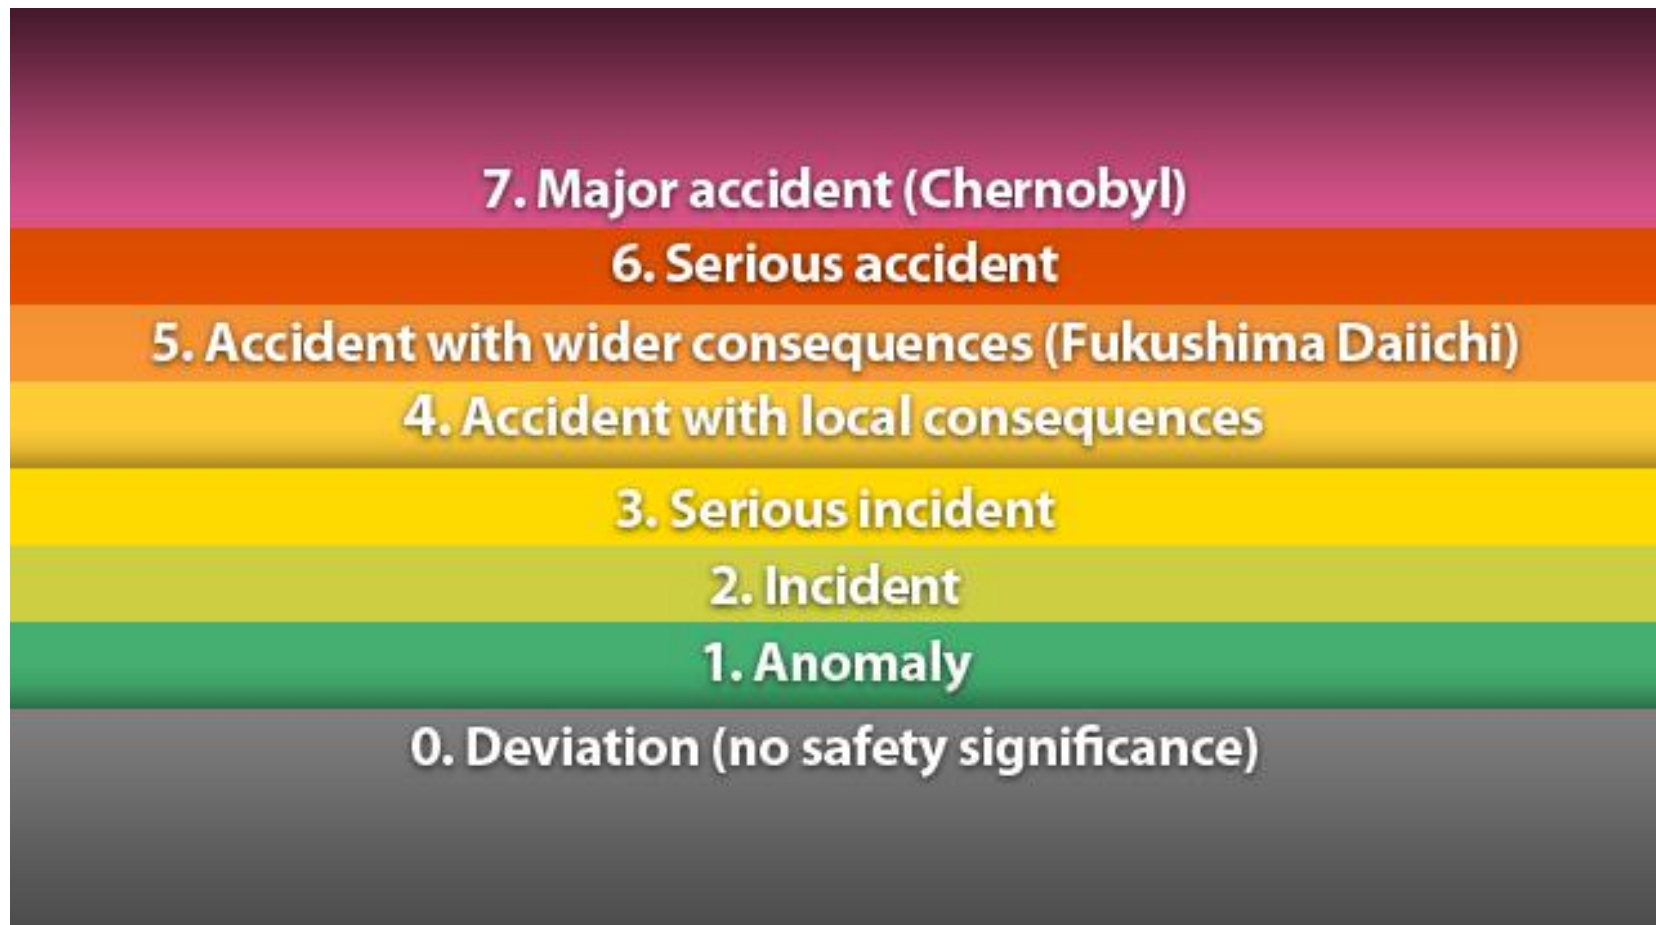 7. Major accident (Chernobyl)
6. Serious accident
5. Accident with wider consequences (Fukushima Daiichi)
4. Accident with local consequences
3. Serious incident
2. Incident
1. Anomaly
0. Deviation (no safety significance)